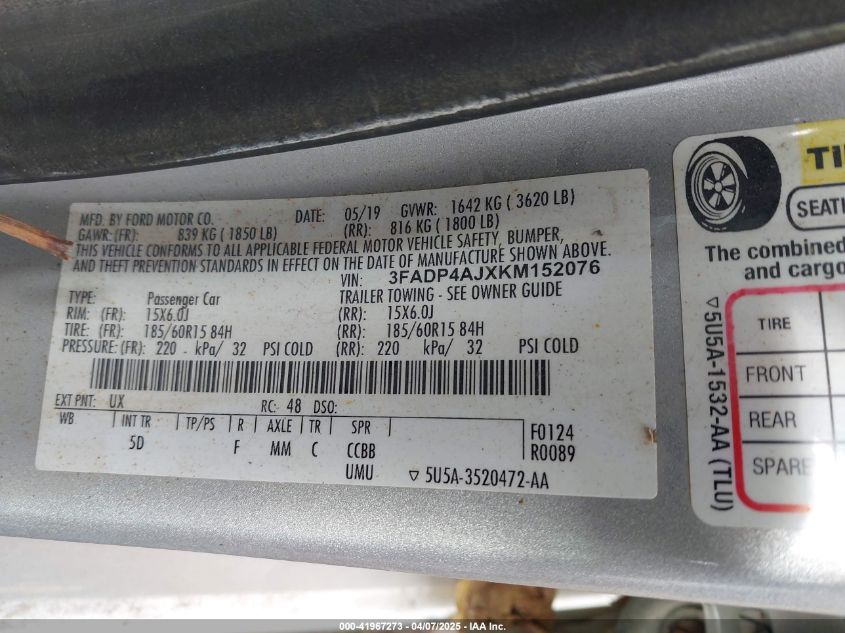 MFD. BY FORD MOTOR CO.
DATE: 05/19 GVWR: 1642 KG ( 3620 LB)
GAWR: (FR): 839 KG ( 1850 LB) (RR): 816 KG ( 1800 LB)
THIS VEHICLE CONFORMS TO ALL APPLICABLE FEDERAL MOTOR VEHICLE SAFETY, BUMPER,
AND THEFT PREVENTION STANDARDS IN EFFECT ON THE DATE OF MANUFACTURE SHOWN ABOVE.
VIN: 3FADP4AJXKM152076
TYPE: Passenger Car TRAILER TOWING - SEE OWNER GUIDE
RIM: (FR): 15X6.0J (RR): 15X6.0J
TIRE: (FR): 185/60R15 84H (RR): 185/60R15 84H
PRESSURE: (FR): 220 - kPa/ 32 PSI COLD (RR): 220 kPa/ 32 PSI COLD
EXT PNT: UX RC: 48 DSO:
WB INT TR TP/PS R AXLE TR SPR
5D F MM C CCBB
UMU
F0124
R0089
▽ 5U5A-3520472-AA
TI
SEATI
The combined
and cargo
TIRE
FRONT
REAR
SPARE
▽5U5A-1532-AA (TLU)
000-41967273 - 04/07/2025 - IAA Inc.